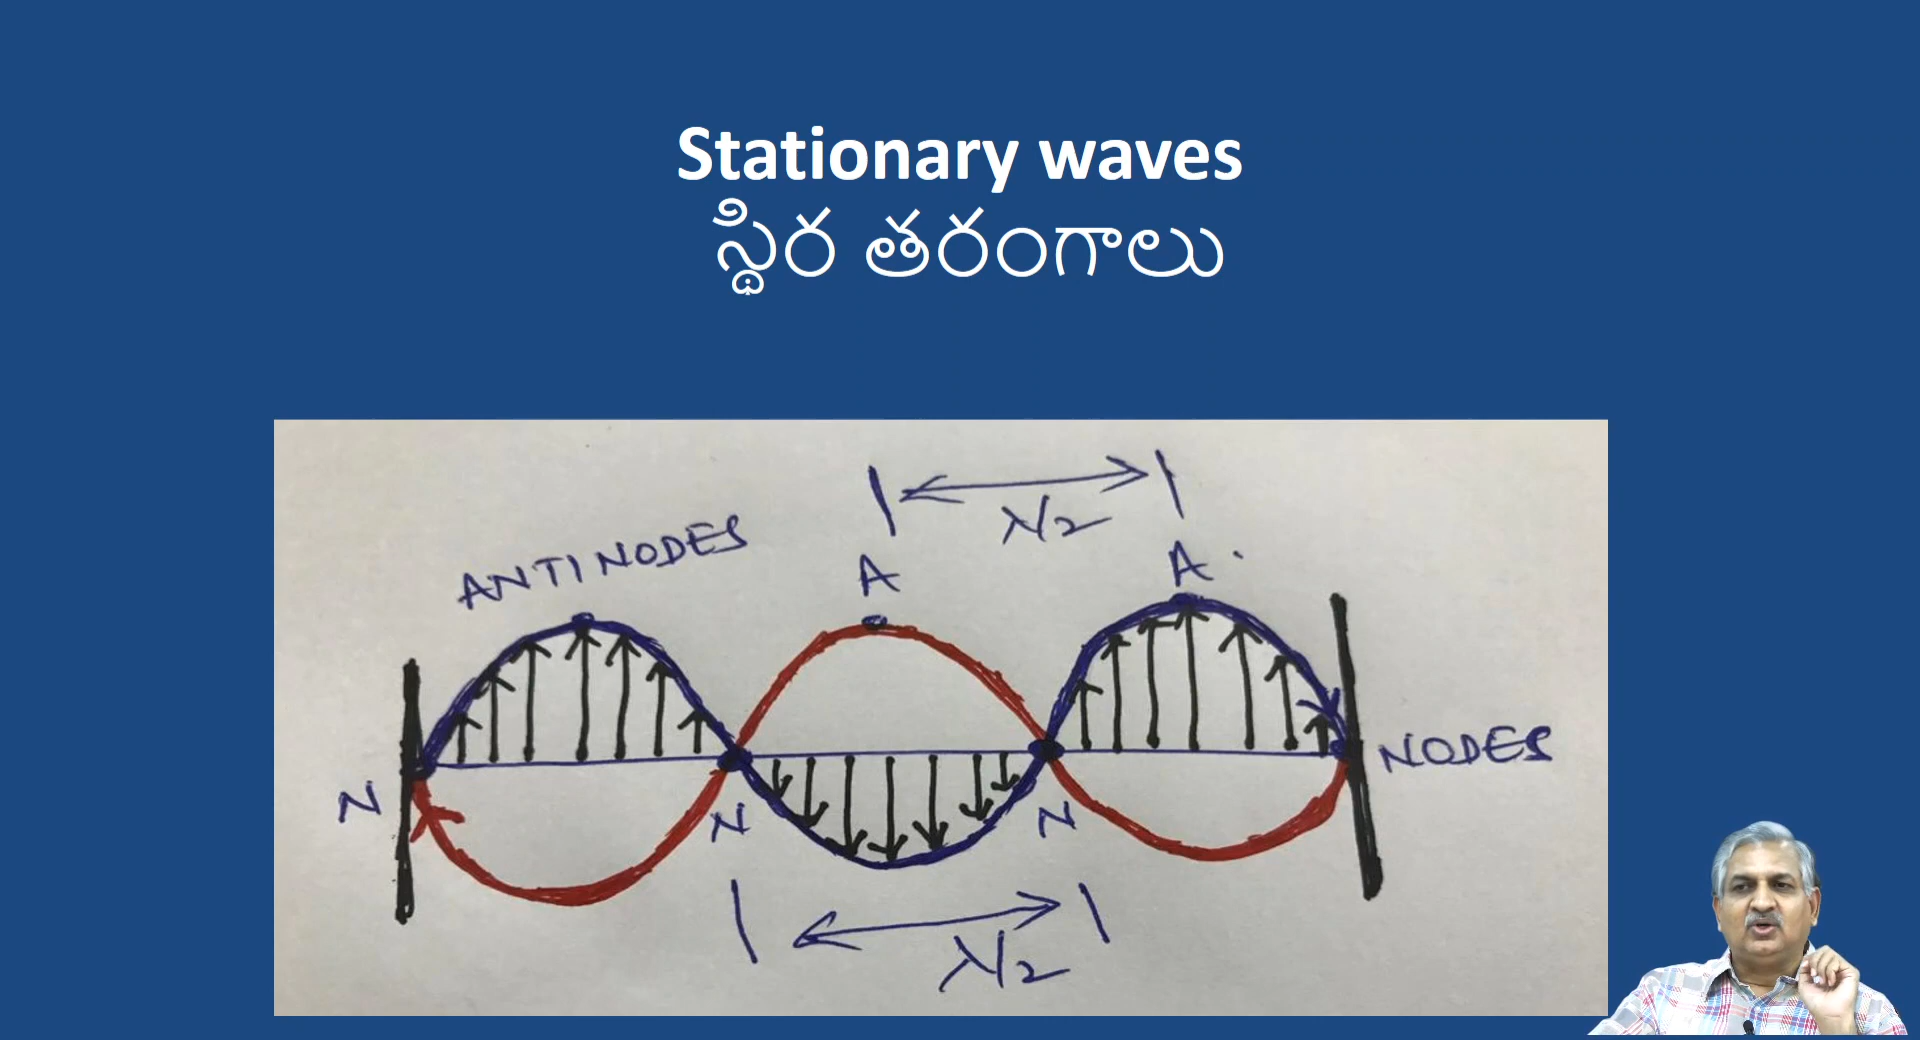 Stationary waves
స్థిర తరంగాలు
λ/2
ANTINODES
A
A
NODES
N
N
N
λ/2